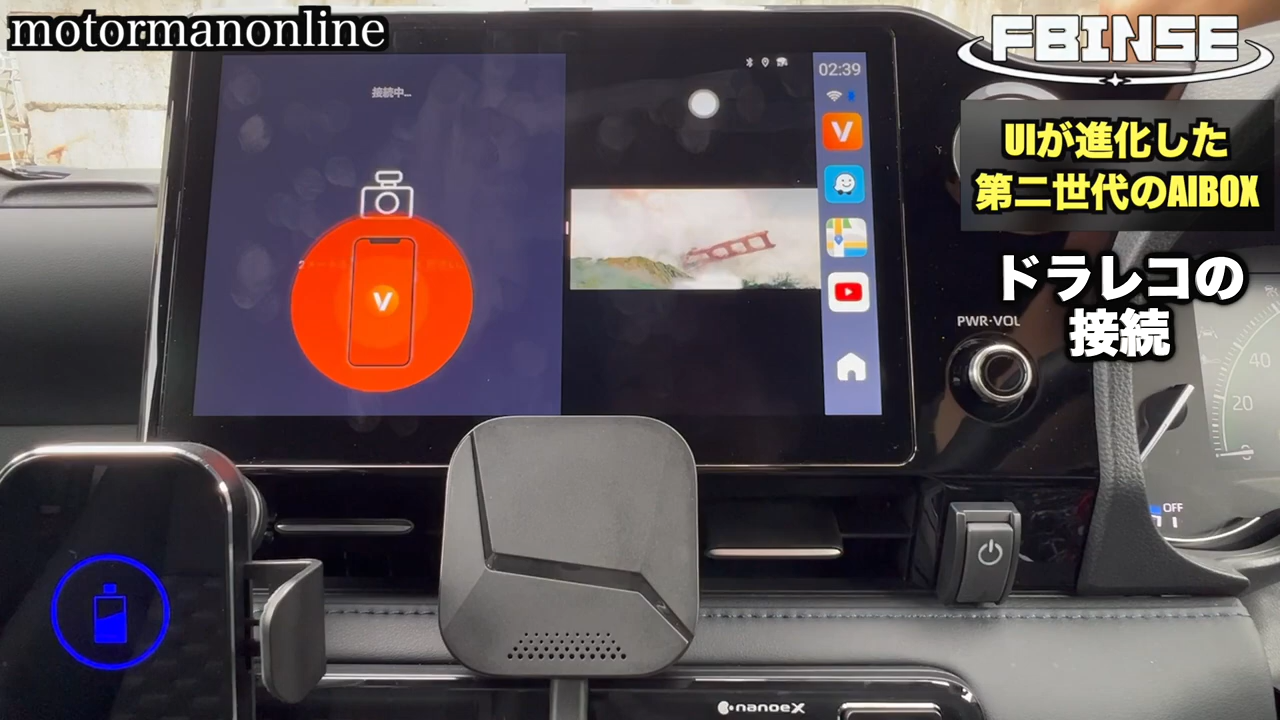 motormanonline
FBINSE
UIが進化した
第二世代のAIBOX
ドラレコの
接続
接続中...
02:39
PWR·VOL
40
20
OFF
nanoeX